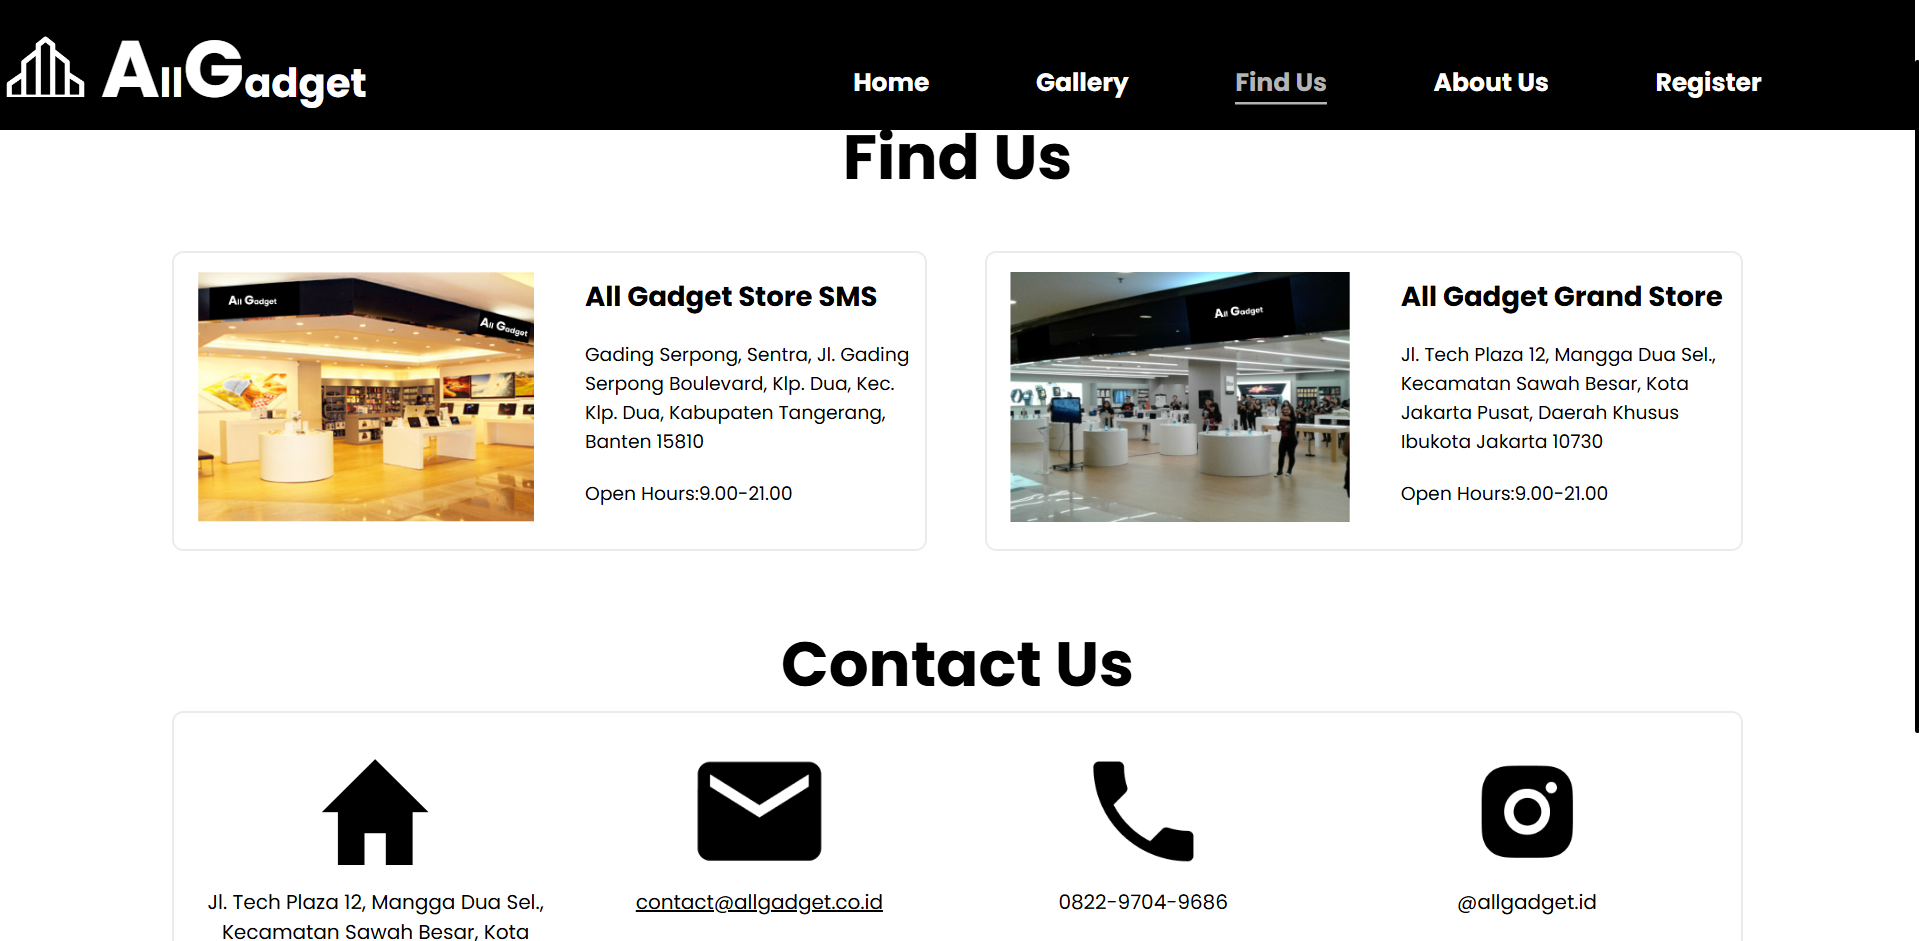 All Gadget
Home
Gallery
Find Us
About Us
Register
Find Us
All Gadget
All Gadget
All Gadget Store SMS
Gading Serpong, Sentra, Jl. Gading
Serpong Boulevard, Klp. Dua, Kec.
Klp. Dua, Kabupaten Tangerang,
Banten 15810
Open Hours:9.00-21.00
All Gadget
All Gadget Grand Store
Jl. Tech Plaza 12, Mangga Dua Sel.,
Kecamatan Sawah Besar, Kota
Jakarta Pusat, Daerah Khusus
Ibukota Jakarta 10730
Open Hours:9.00-21.00
Contact Us
Jl. Tech Plaza 12, Mangga Dua Sel.,
Kecamatan Sawah Besar, Kota
contact@allgadget.co.id
0822-9704-9686
@allgadget.id